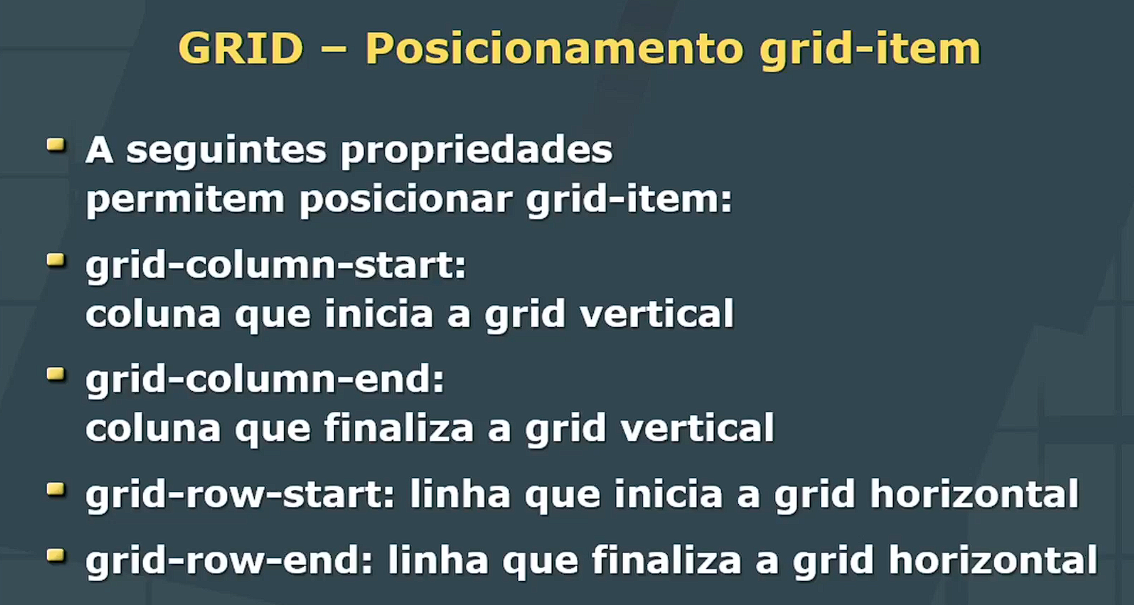 GRID – Posicionamento grid-item
A seguintes propriedades
permitem posicionar grid-item:
grid-column-start:
coluna que inicia a grid vertical
grid-column-end:
coluna que finaliza a grid vertical
grid-row-start: linha que inicia a grid horizontal
grid-row-end: linha que finaliza a grid horizontal